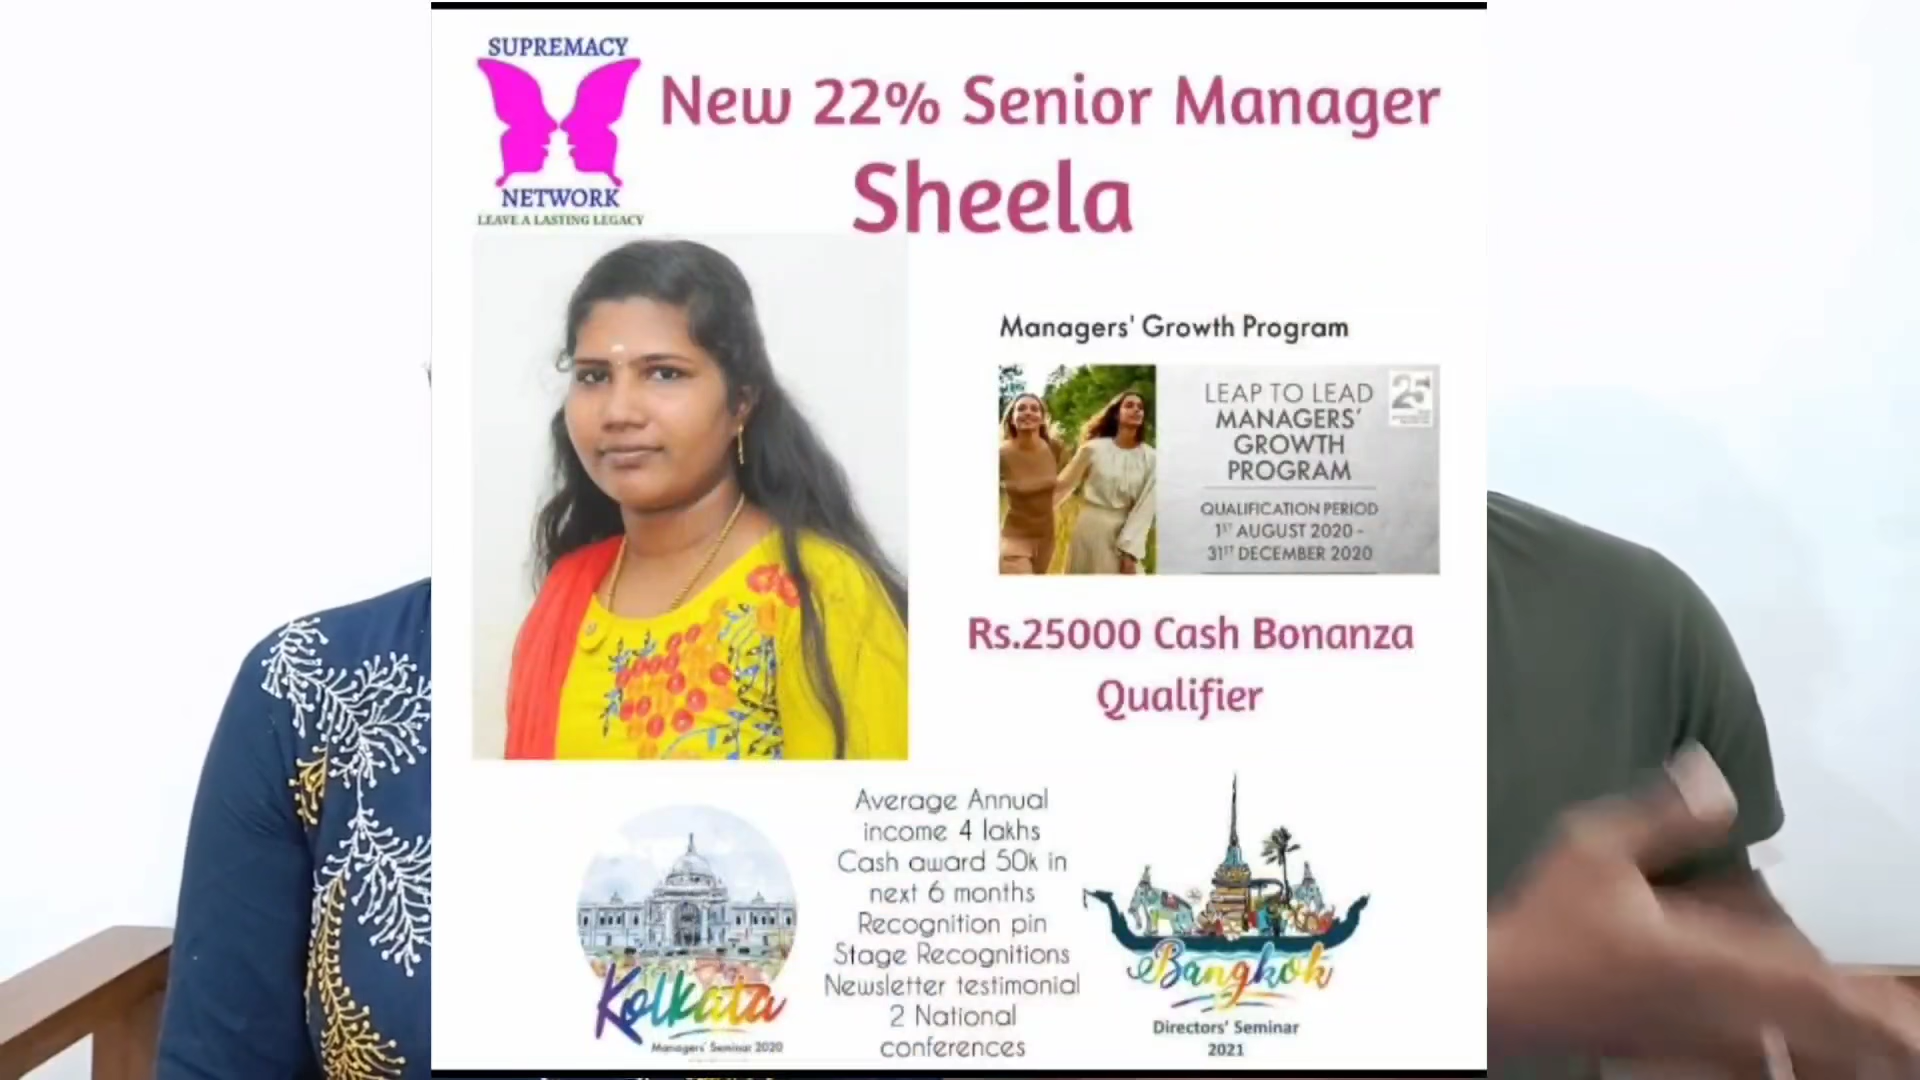 SUPREMACY
NETWORK
LEAVE A LASTING LEGACY
New 22% Senior Manager
Sheela
Managers' Growth Program
LEAP TO LEAD
MANAGERS'
GROWTH
PROGRAM
QUALIFICATION PERIOD
1ST AUGUST 2020 -
31ST DECEMBER 2020
25
Rs.25000 Cash Bonanza
Qualifier
Kolkata
Managers' Seminar 2020
Average Annual
income 4 lakhs
Cash award 50k in
next 6 months
Recognition pin
Stage Recognitions
Newsletter testimonial
2 National
conferences
Bangkok
Directors' Seminar
2021